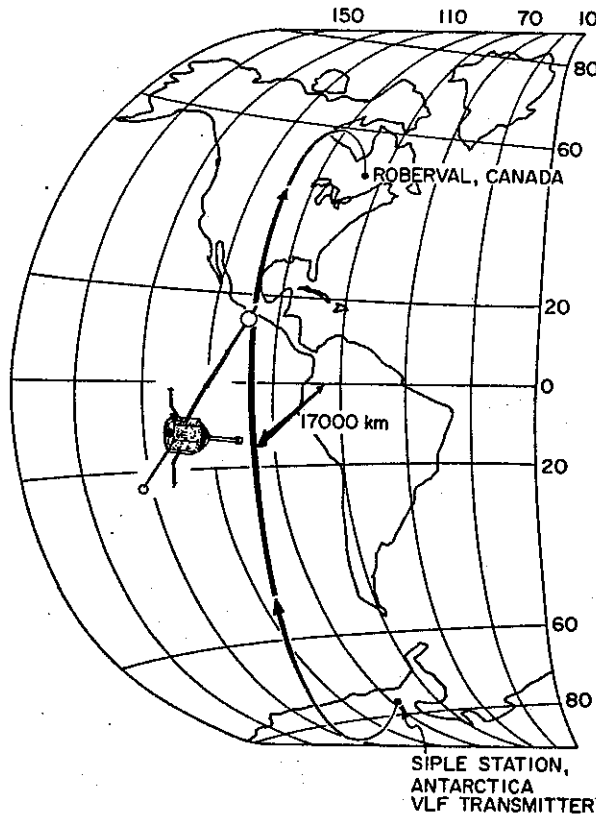 150 110 70 10
80
60
ROBERVAL, CANADA
20
0
17000 km
20
60
80
SIPLE STATION,
ANTARCTICA
VLF TRANSMITTER